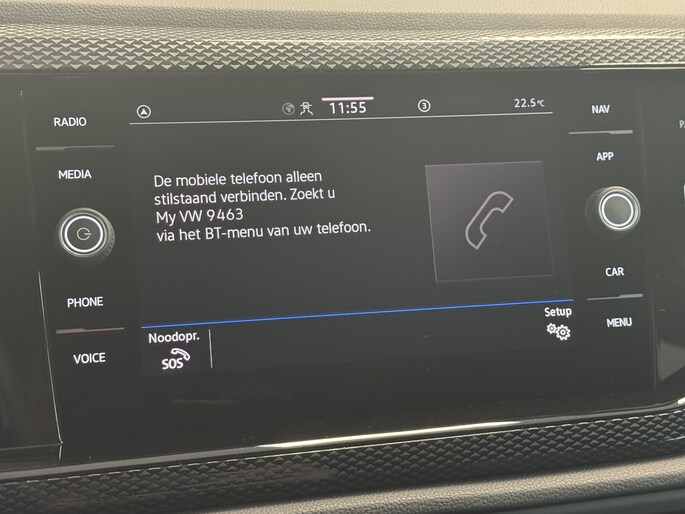 RADIO
MEDIA
PHONE
VOICE
11:55
3
22.5°C
De mobiele telefoon alleen
stilstaand verbinden. Zoekt u
My VW 9463
via het BT-menu van uw telefoon.
Noodopr.
SOS
Setup
NAV
APP
CAR
MENU